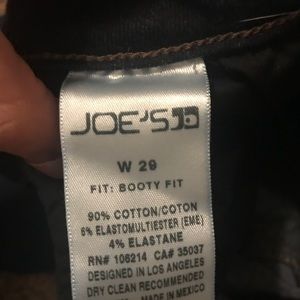 JOE'S
W 29
FIT: BOOTY FIT
90% COTTON/COTON
6% ELASTOMULTIESTER (EME)
4% ELASTANE
RN# 106214 CA# 35037
DESIGNED IN LOS ANGELES
DRY CLEAN RECOMMENDED
MADE IN MEXICO